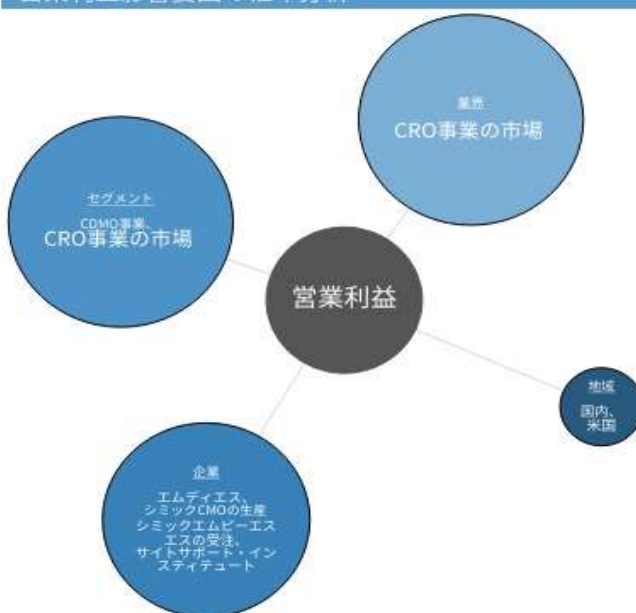 業界
CRO事業の市場
セグメント
CDMO事業、
CRO事業の市場
営業利益
地域
国内、
米国
企業
エムディエス、
シミックCMOの生産
シミックエムピーエス
エスの受注、
サイトサポート・イン
スティテュート